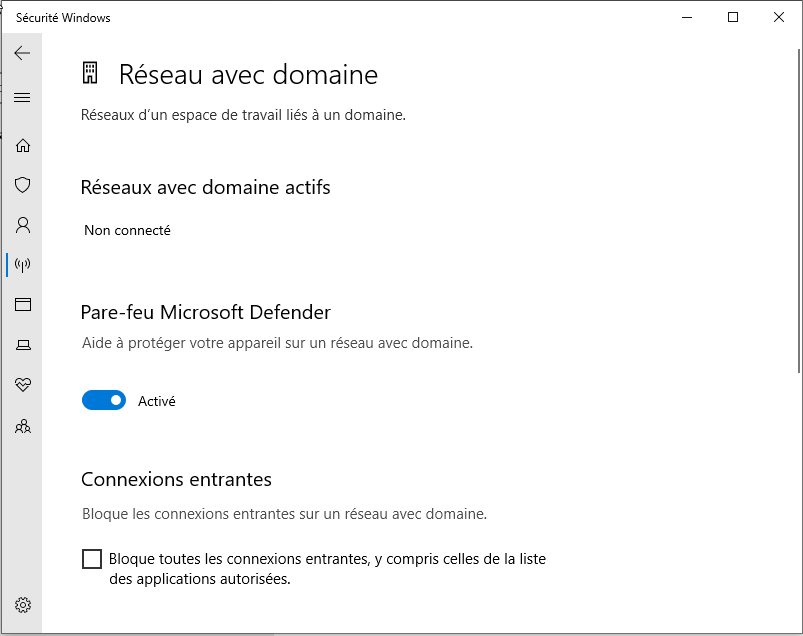 Sécurité Windows
Réseau avec domaine
Réseaux d’un espace de travail liés à un domaine.
Réseaux avec domaine actifs
Non connecté
Pare-feu Microsoft Defender
Aide à protéger votre appareil sur un réseau avec domaine.
Activé
Connexions entrantes
Bloque les connexions entrantes sur un réseau avec domaine.
Bloque toutes les connexions entrantes, y compris celles de la liste
des applications autorisées.